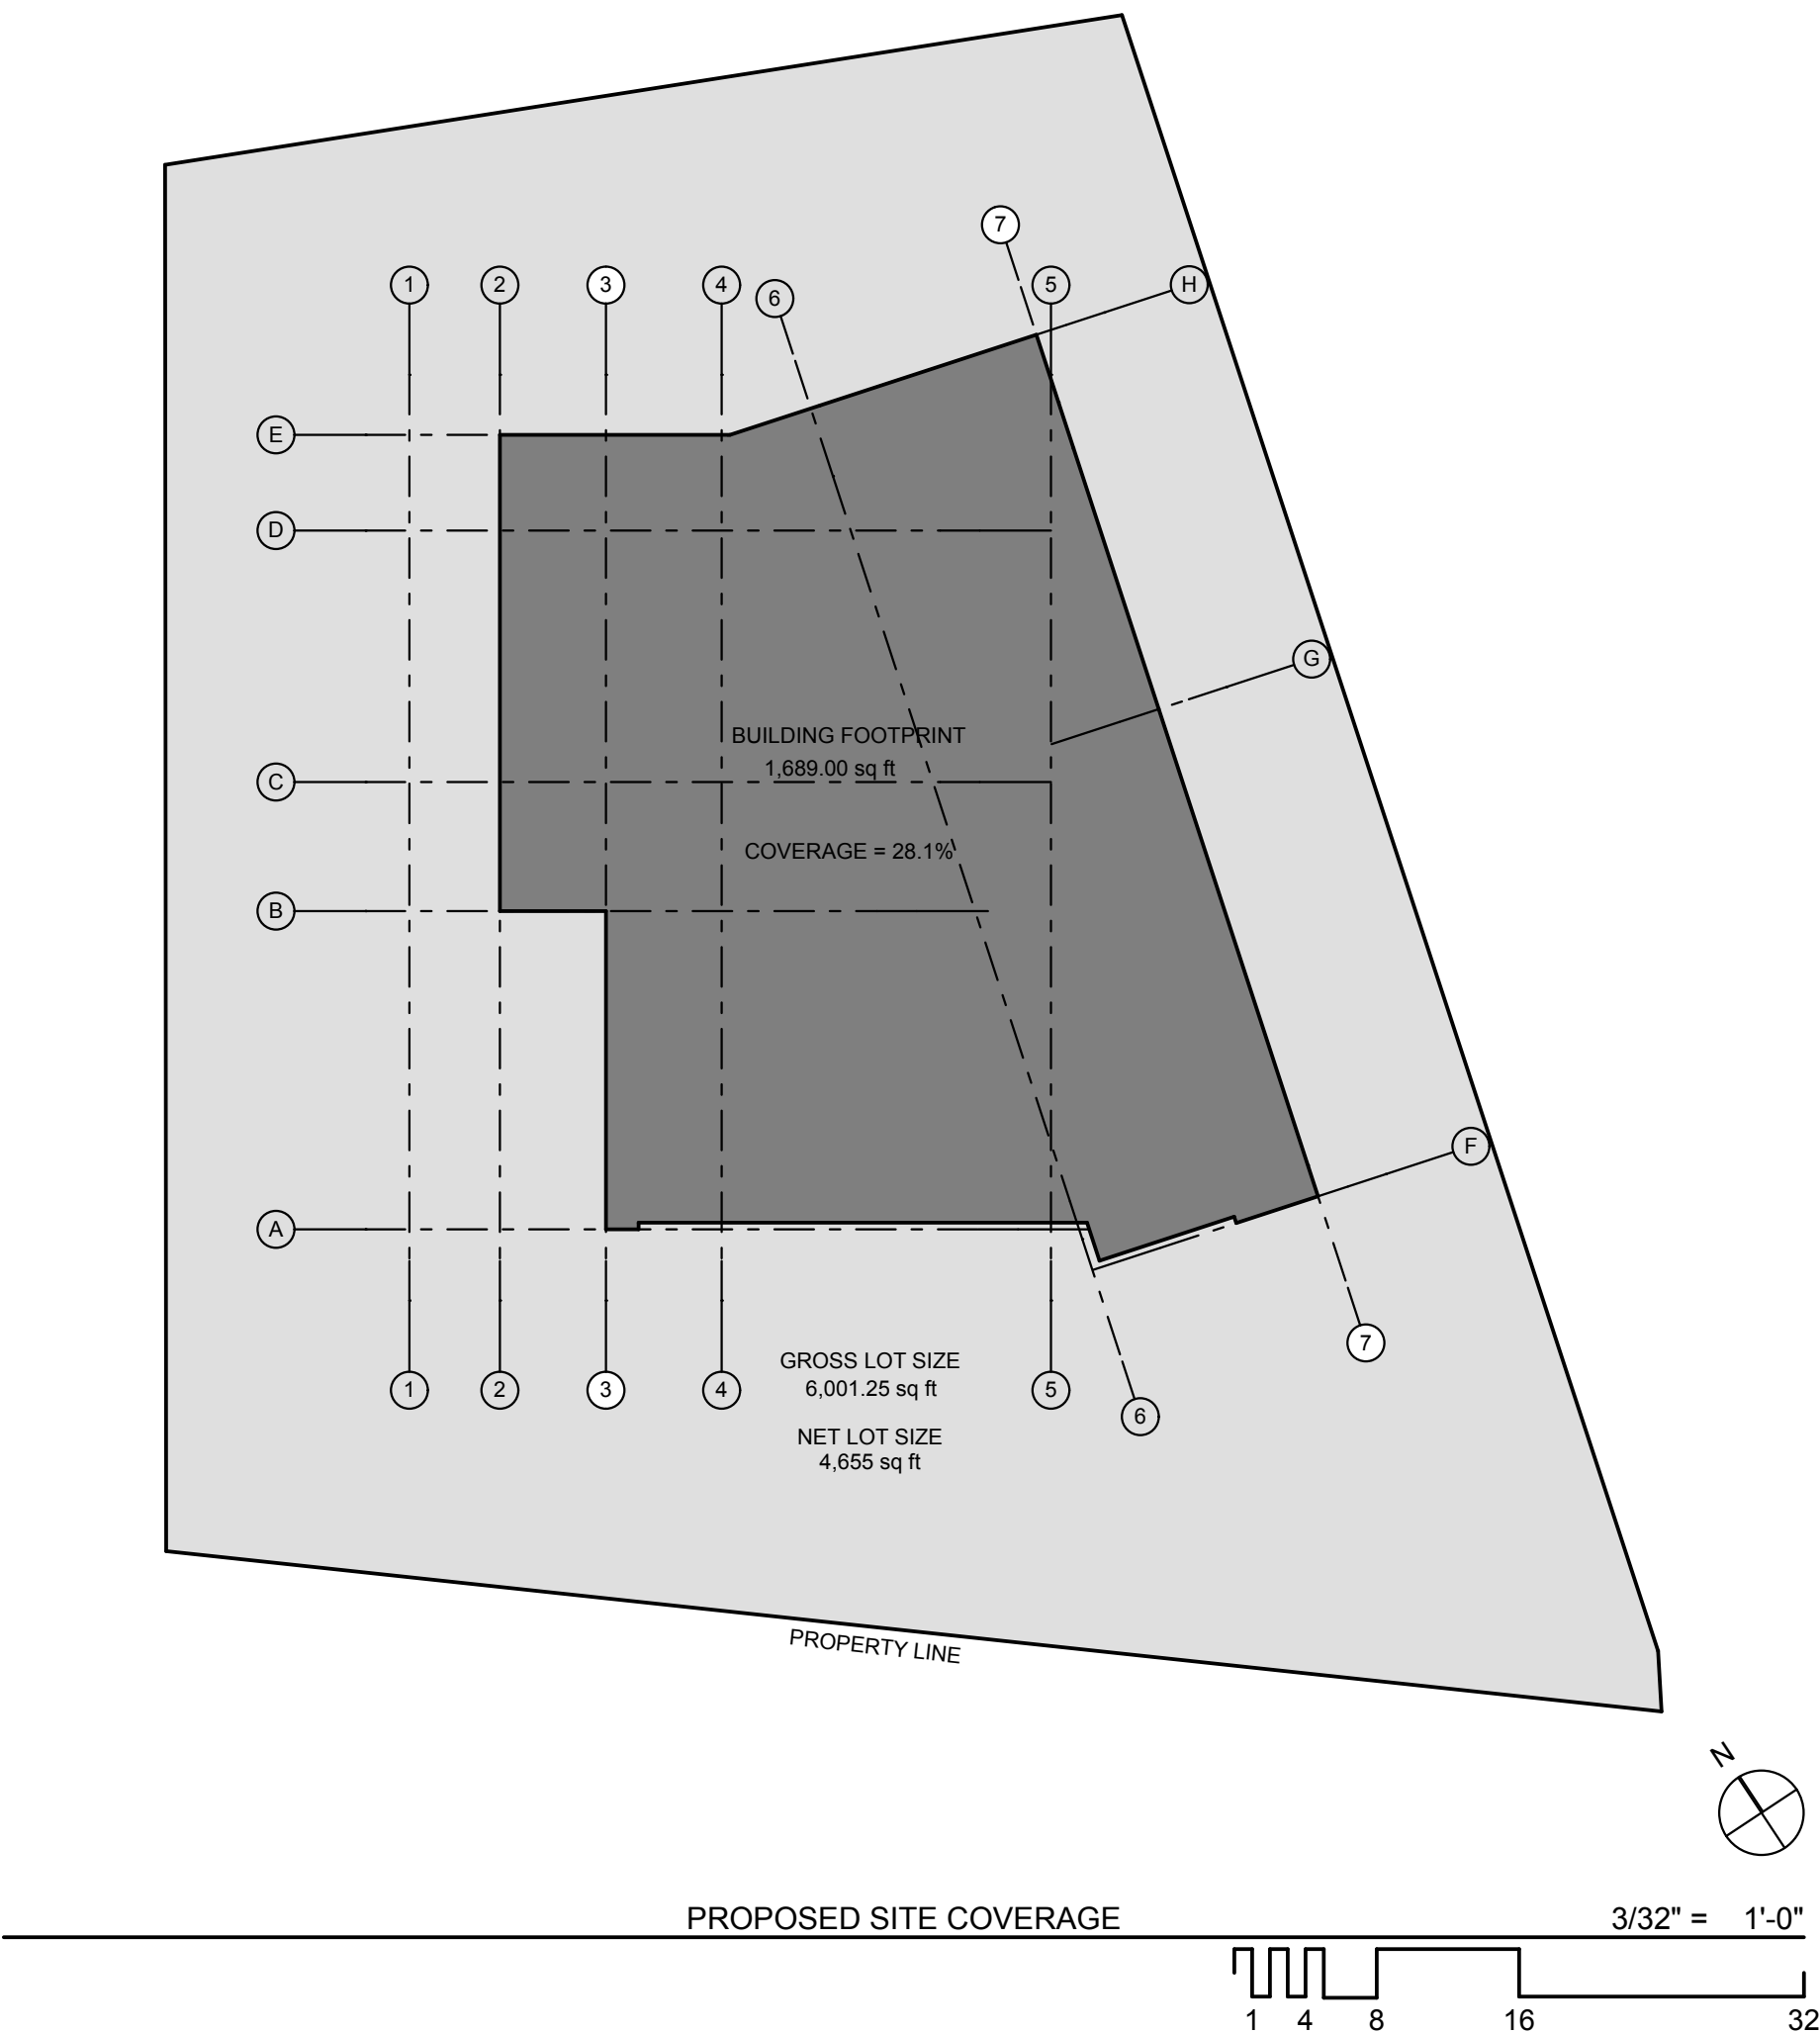 7
1 2 3 4 6 5 H
E
D
G
BUILDING FOOTPRINT
1,689.00 sq ft
C
COVERAGE = 28.1%
B
F
A
7
GROSS LOT SIZE
1 2 3 4 6,001.25 sq ft 5
6
NET LOT SIZE
4,655 sq ft
PROPERTY LINE
N
PROPOSED SITE COVERAGE 3/32" = 1'-0"
1 4 8 16 32